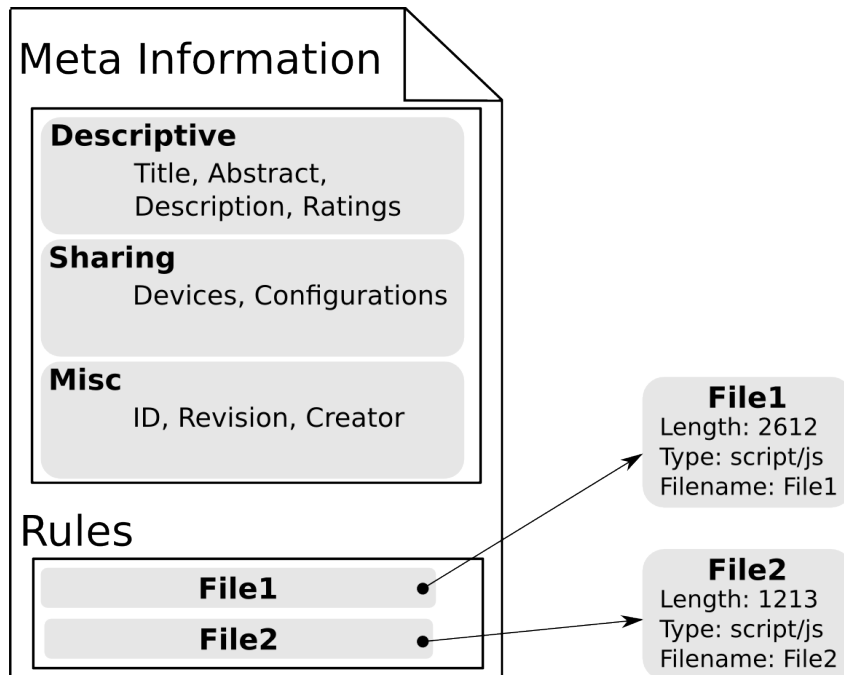 Meta Information
Descriptive
Title, Abstract,
Description, Ratings
Sharing
Devices, Configurations
Misc
ID, Revision, Creator
Rules
File1
File2
File1
Length: 2612
Type: script/js
Filename: File1
File2
Length: 1213
Type: script/js
Filename: File2